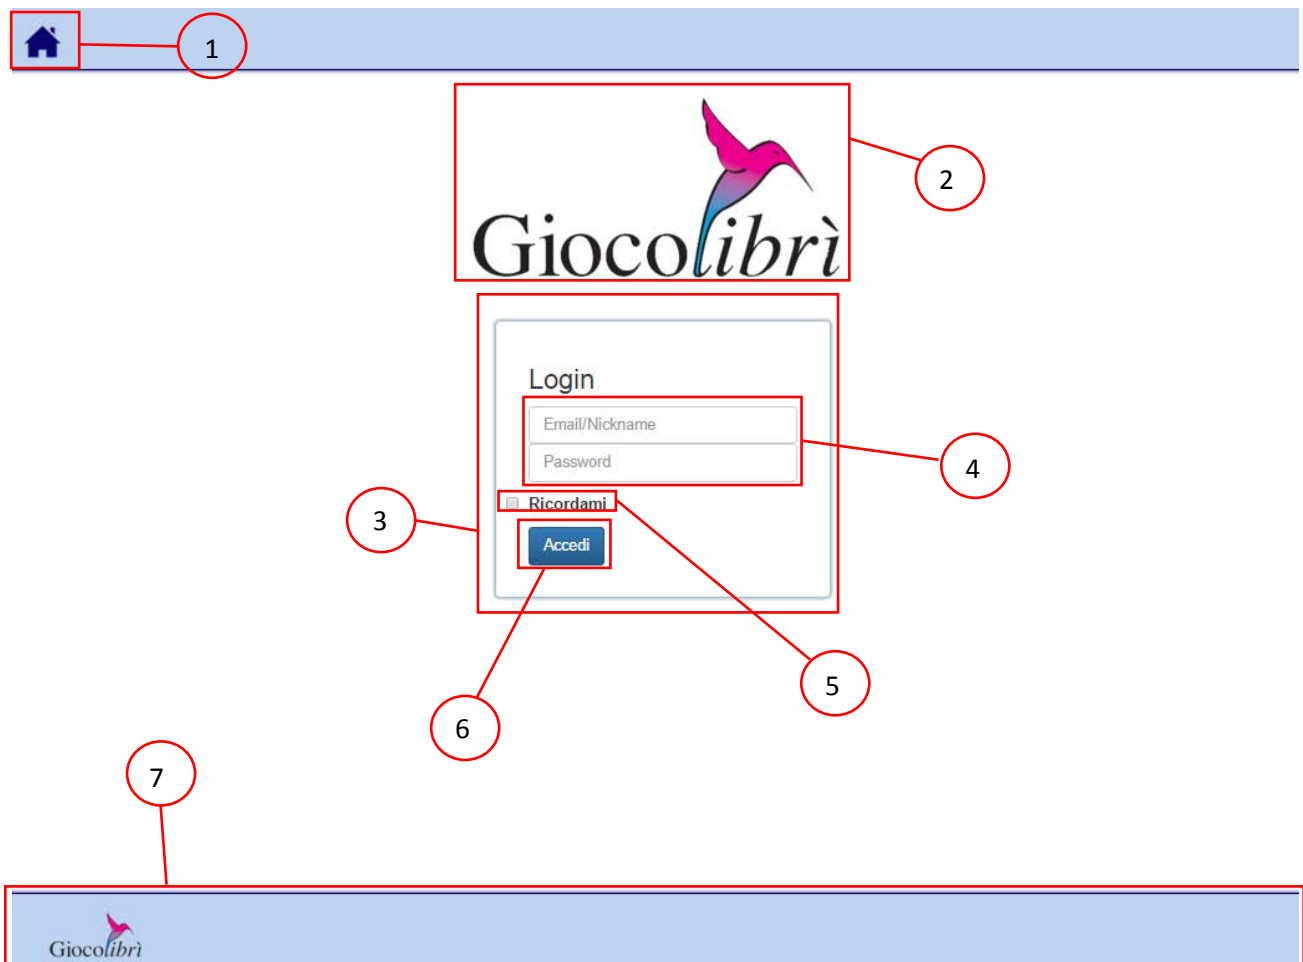 1
Giocolibrì
2
Login
Email/Nickname
Password
4
Ricordami
3
Accedi
5
6
7
Giocolibrì